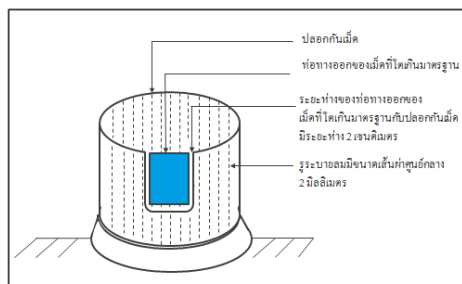 ปลอกกันเม็ด
ท่อทางออกของเม็ดที่โตเกินมาตรฐาน
ระยะห่างของท่อทางออกของ
เม็ดที่โตเกินมาตรฐานกับปลอกกันเม็ด
มีระยะห่าง 2 เซนติเมตร
รูระบายลมมีขนาดเส้นผ่าศูนย์กลาง
2 มิลลิเมตร